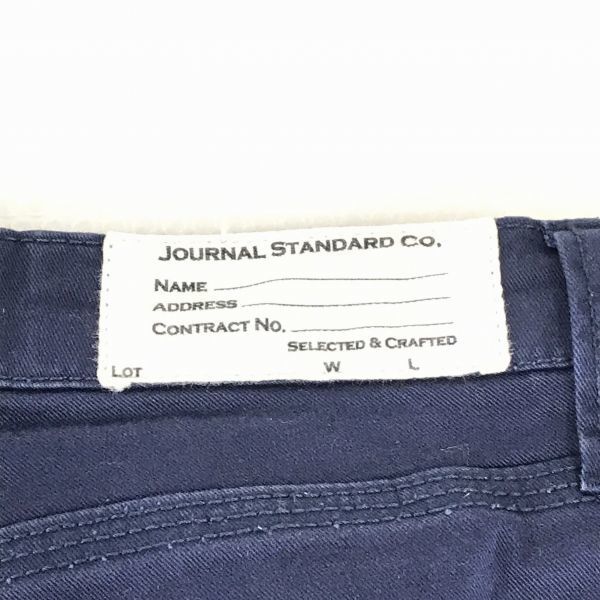 JOURNAL STANDARD CO.
NAME
ADDRESS
CONTRACT NO.
SELECTED & CRAFTED
LOT W L